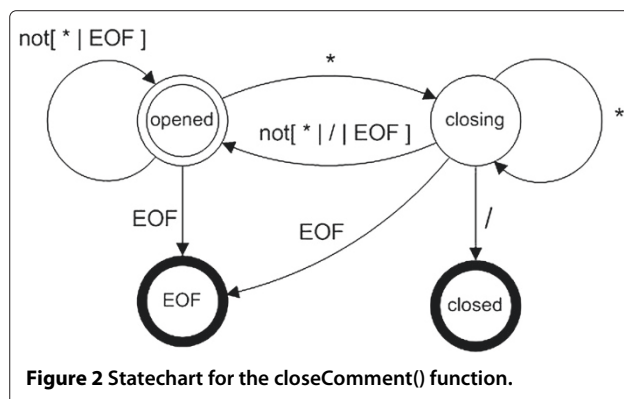 not[ * | EOF ]
*
opened
closing
*
not[ * | / | EOF ]
EOF
EOF
/
EOF
closed
Figure 2 Statechart for the closeComment() function.